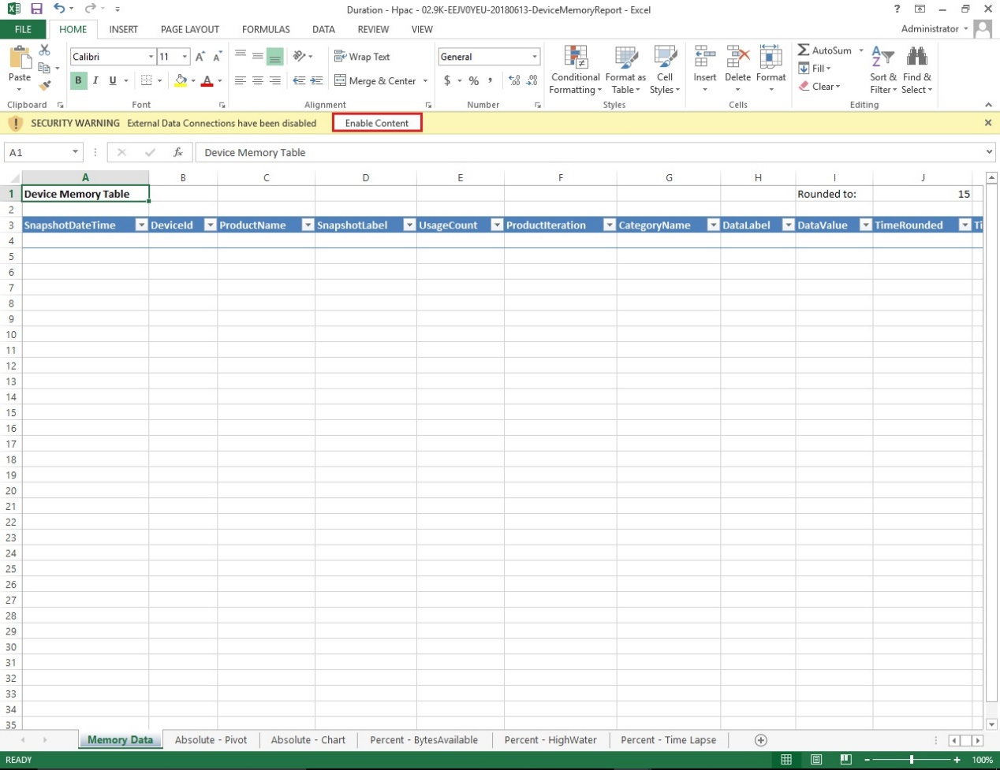 Duration - Hpac - 02.9K-EEJV0YEU-20180613-DeviceMemoryReport - Excel
FILE HOME INSERT PAGE LAYOUT FORMULAS DATA REVIEW VIEW Administrator
Calibri 11 Wrap Text General AutoSum
Paste B I U Merge & Center $ % , Conditional Formatting Format as Table Cell Styles Insert Delete Format Fill Clear Sort & Filter Find & Select
Clipboard Font Alignment Number Styles Cells Editing
SECURITY WARNING External Data Connections have been disabled Enable Content
A1 fx Device Memory Table
A B C D E F G H I J
1 Device Memory Table Rounded to: 15
2
3 SnapshotDateTime DeviceId ProductName SnapshotLabel UsageCount ProductIteration CategoryName DataLabel DataValue TimeRounded Ti
4
5
6
7
8
9
10
11
12
13
14
15
16
17
18
19
20
21
22
23
24
25
26
27
28
29
30
31
32
33
34
35
Memory Data Absolute - Pivot Absolute - Chart Percent - BytesAvailable Percent - HighWater Percent - Time Lapse
READY 100%